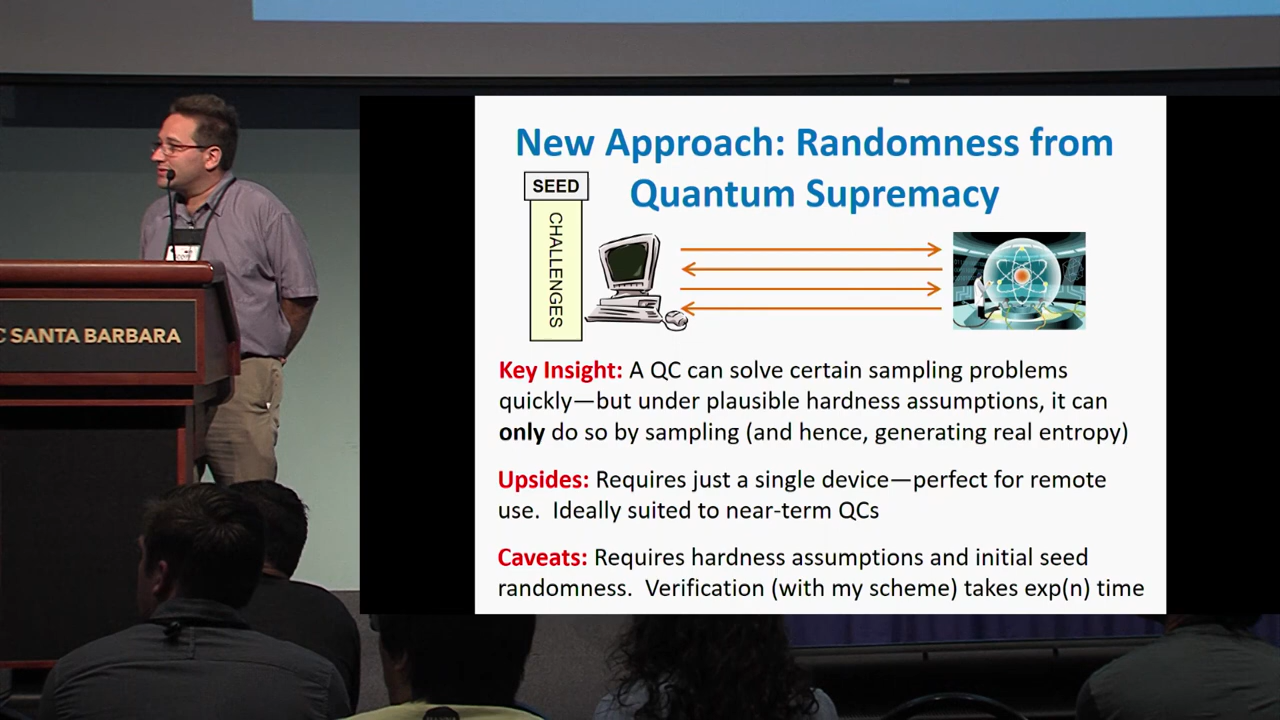 New Approach: Randomness from
Quantum Supremacy
SEED
CHALLENGES
Key Insight: A QC can solve certain sampling problems
quickly—but under plausible hardness assumptions, it can
only do so by sampling (and hence, generating real entropy)
Upsides: Requires just a single device—perfect for remote
use. Ideally suited to near-term QCs
Caveats: Requires hardness assumptions and initial seed
randomness. Verification (with my scheme) takes exp(n) time
C SANTA BARBARA